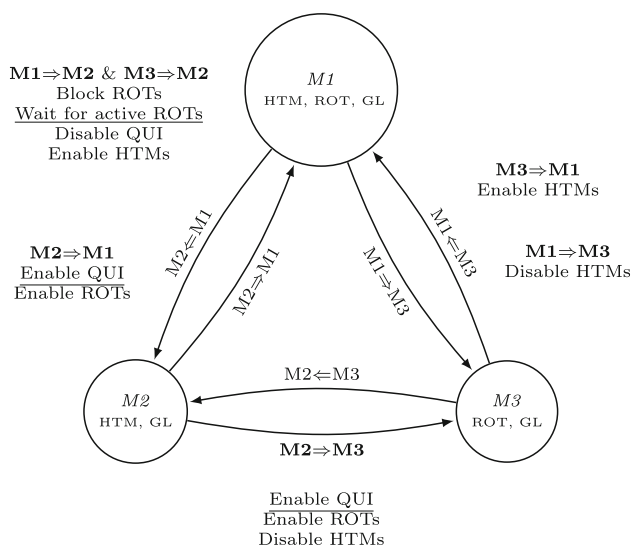 M1
HTM, ROT, GL
M1⇒M2 & M3⇒M2
Block ROTs
Wait for active ROTs
Disable QUI
Enable HTMs
M3⇒M1
Enable HTMs
M2⇐M1
M2⇒M1
M1⇒M3
M1⇐M3
M2⇒M1
Enable QUI
Enable ROTs
M1⇒M3
Disable HTMs
M2⇐M3
M2
HTM, GL
M3
ROT, GL
M2⇒M3
Enable QUI
Enable ROTs
Disable HTMs